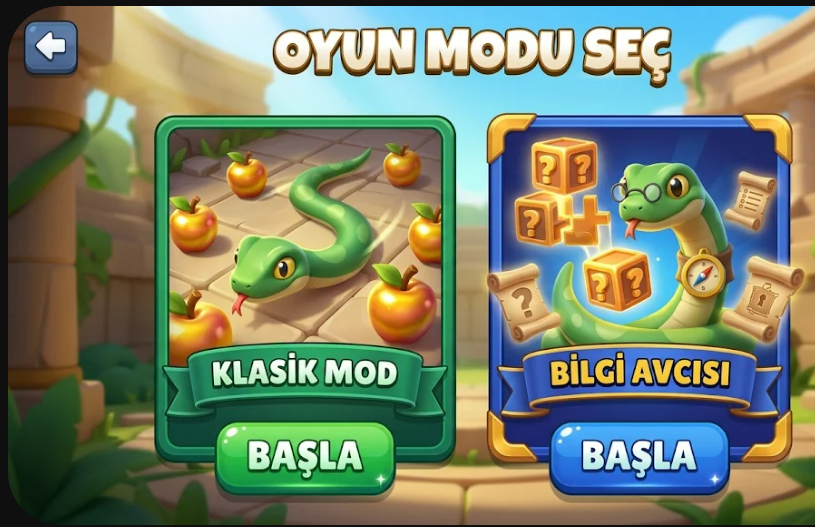 OYUN MODU SEÇ
? ?
?
? ?
?
KLASİK MOD
BİLGİ AVCISI
BAŞLA
BAŞLA